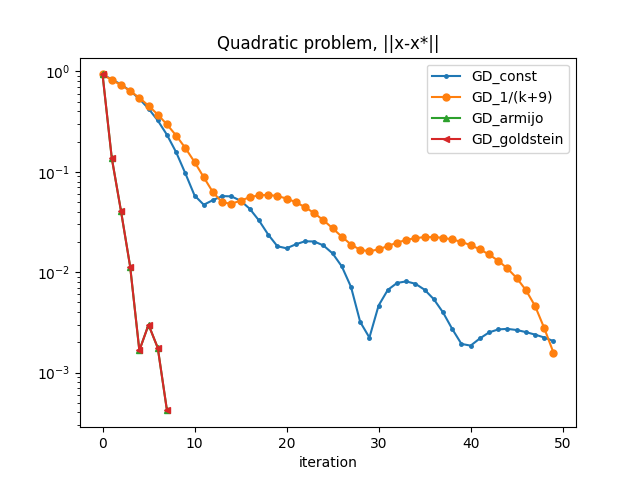 Quadratic problem, ||x-x*||
GD_const
GD_1/(k+9)
GD_armijo
GD_goldstein
10⁰
10⁻¹
10⁻²
10⁻³
0 10 20 30 40 50
iteration